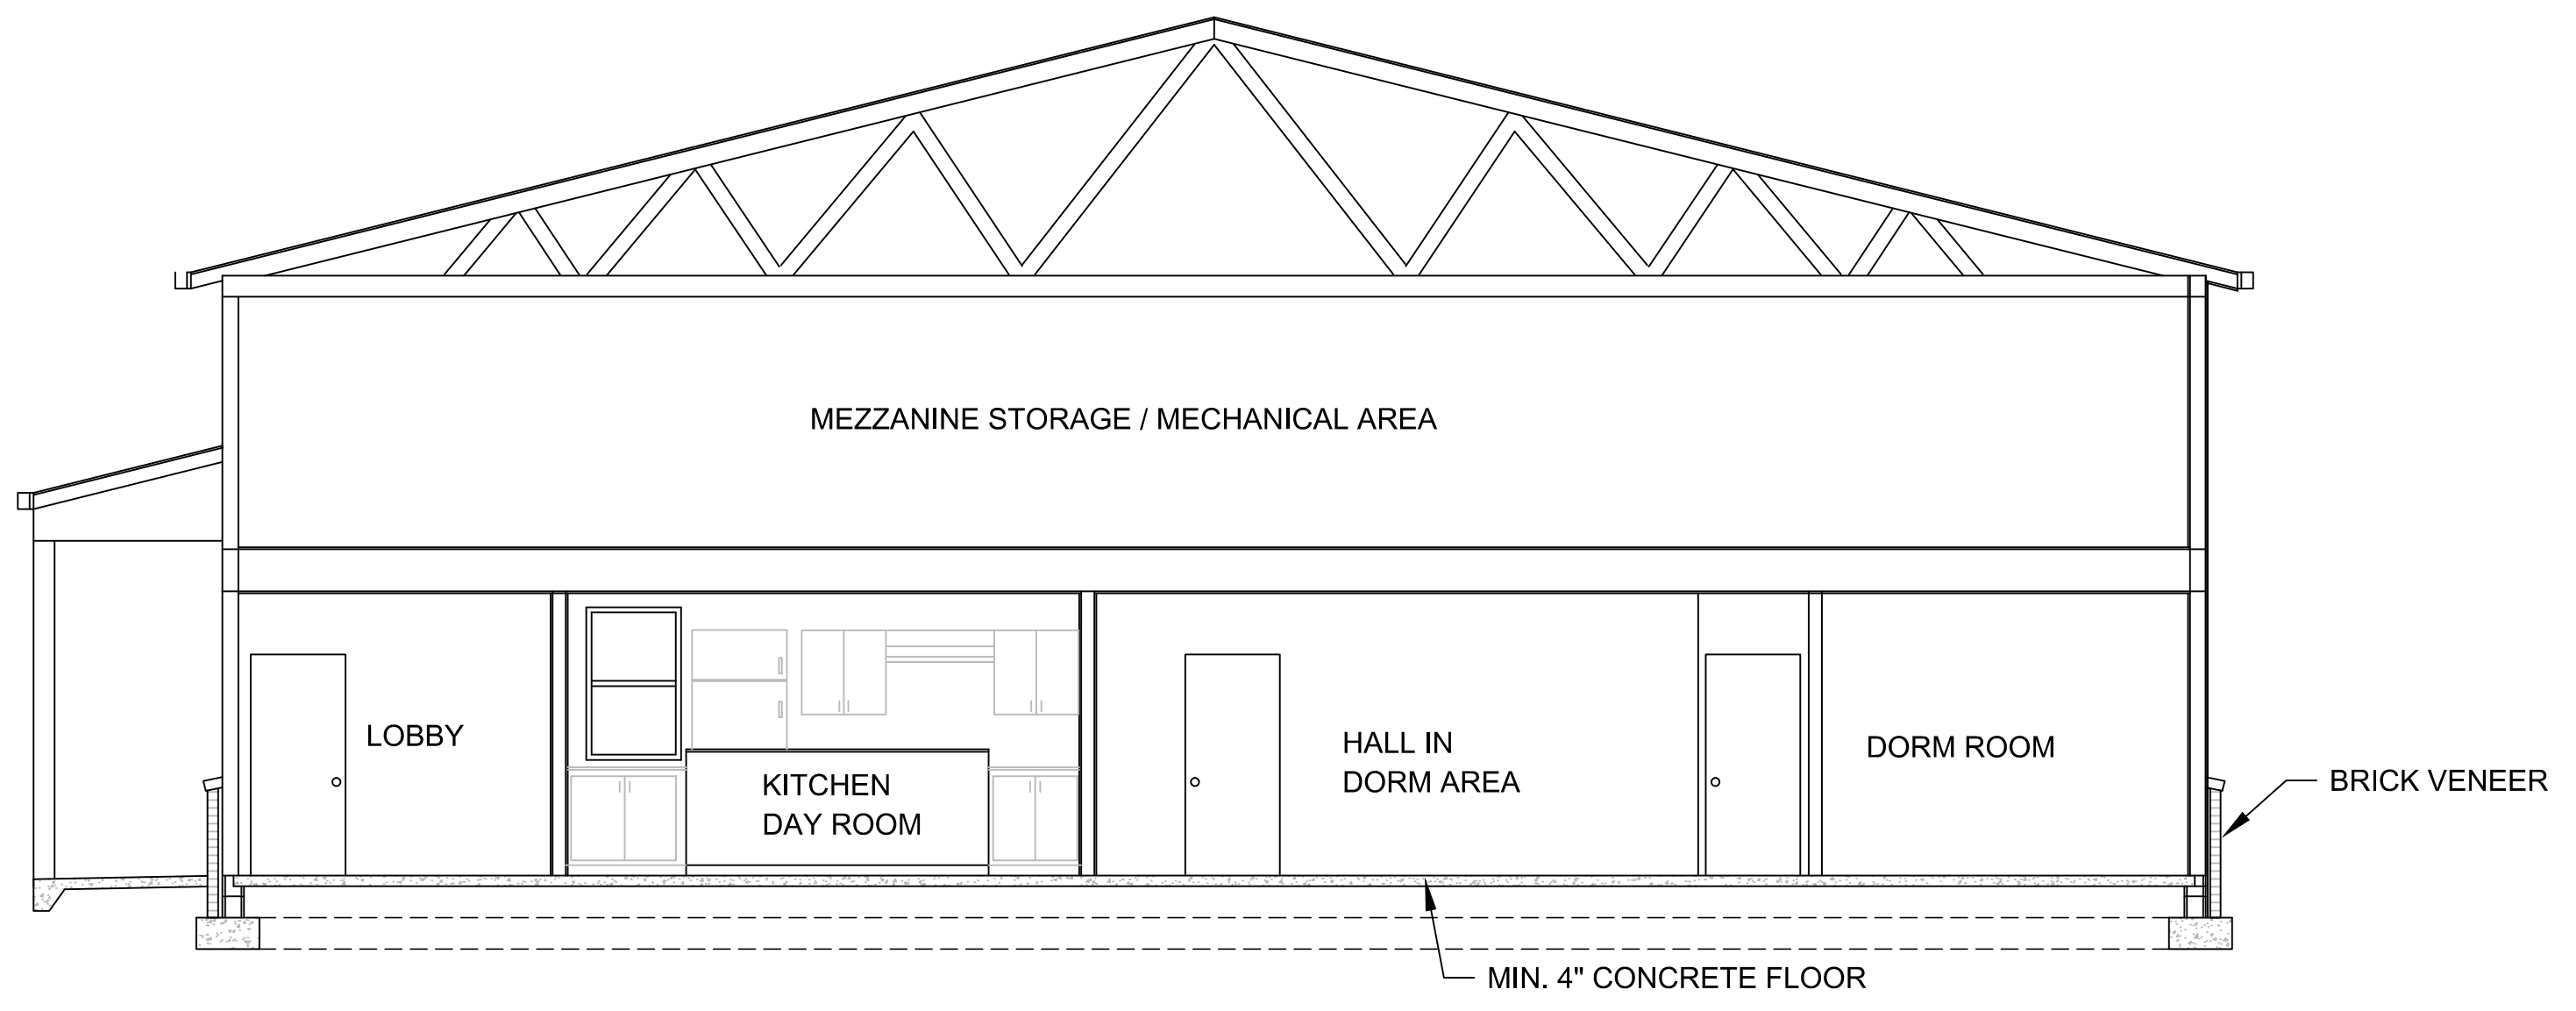 MEZZANINE STORAGE / MECHANICAL AREA
LOBBY
KITCHEN
DAY ROOM
HALL IN
DORM AREA
DORM ROOM
BRICK VENEER
MIN. 4" CONCRETE FLOOR